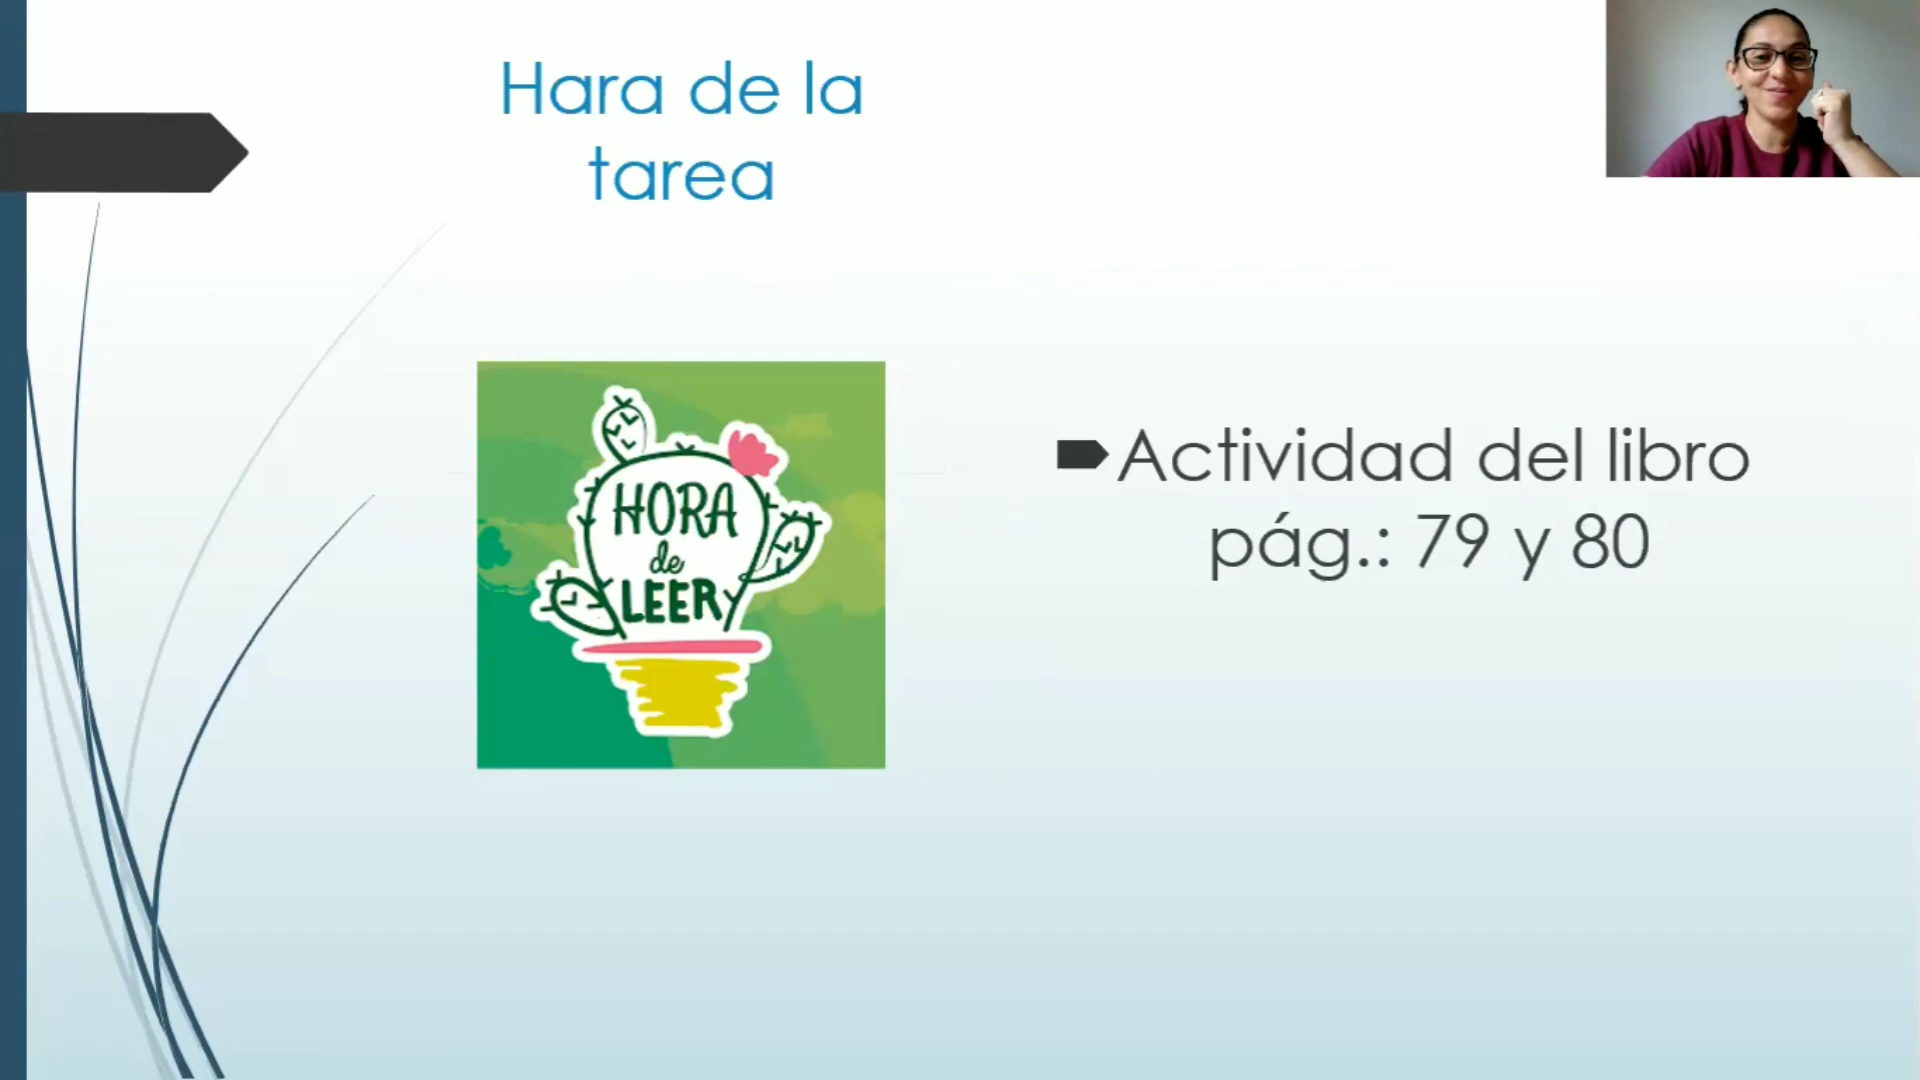 Hara de la
tarea
HORA
de
LEER
Actividad del libro
pág.: 79 y 80